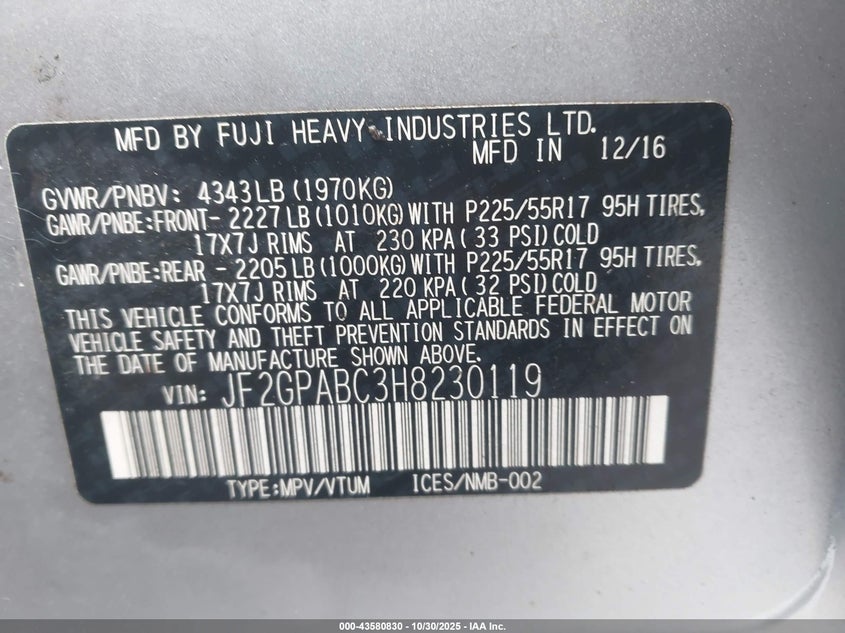 MFD BY FUJI HEAVY INDUSTRIES LTD.
MFD IN 12/16
GVWR/PNBV: 4343LB (1970KG)
GAWR/PNBE:FRONT- 2227LB (1010KG) WITH P225/55R17 95H TIRES,
17X7J RIMS AT 230 KPA( 33 PSI) COLD
GAWR/PNBE:REAR - 2205LB (1000KG) WITH P225/55R17 95H TIRES,
17X7J RIMS AT 220 KPA( 32 PSI) COLD
THIS VEHICLE CONFORMS TO ALL APPLICABLE FEDERAL MOTOR
VEHICLE SAFETY AND THEFT PREVENTION STANDARDS IN EFFECT ON
THE DATE OF MANUFACTURE SHOWN ABOVE.
VIN: JF2GPABC3H8230119
TYPE:MPV/VTUM ICES/NMB-002
000-43580830 - 10/30/2025 - IAA Inc.